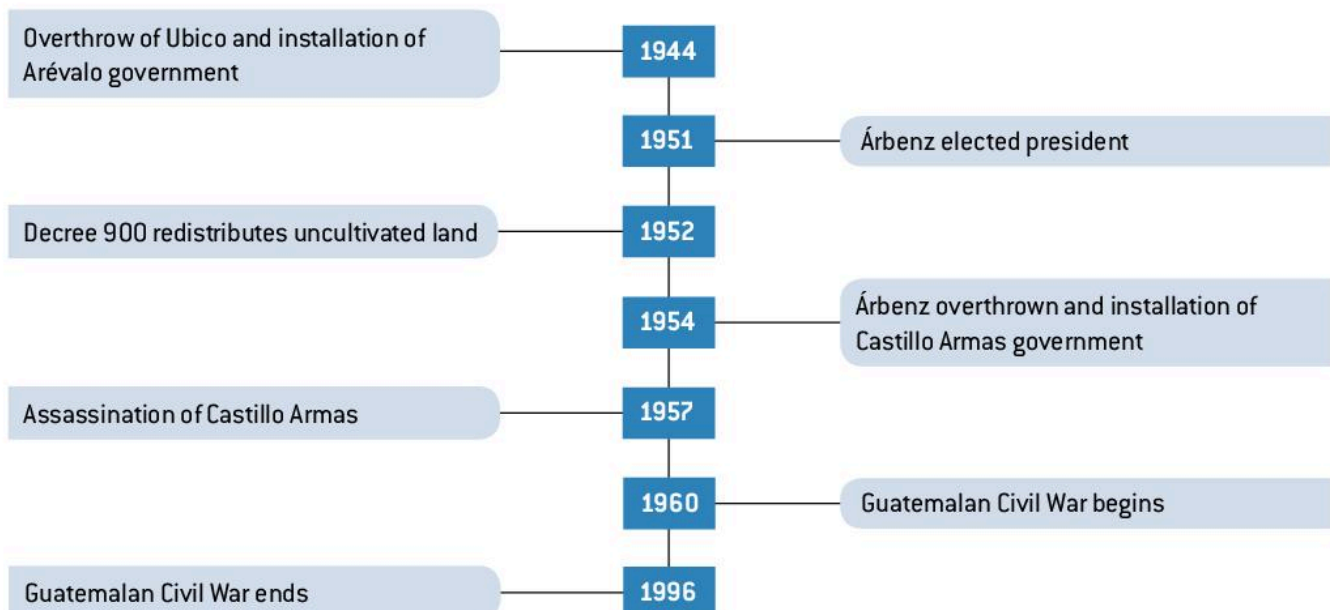 Overthrow of Ubico and installation of
Arévalo government
1944
1951
Árbenz elected president
Decree 900 redistributes uncultivated land
1952
1954
Árbenz overthrown and installation of
Castillo Armas government
Assassination of Castillo Armas
1957
1960
Guatemalan Civil War begins
Guatemalan Civil War ends
1996